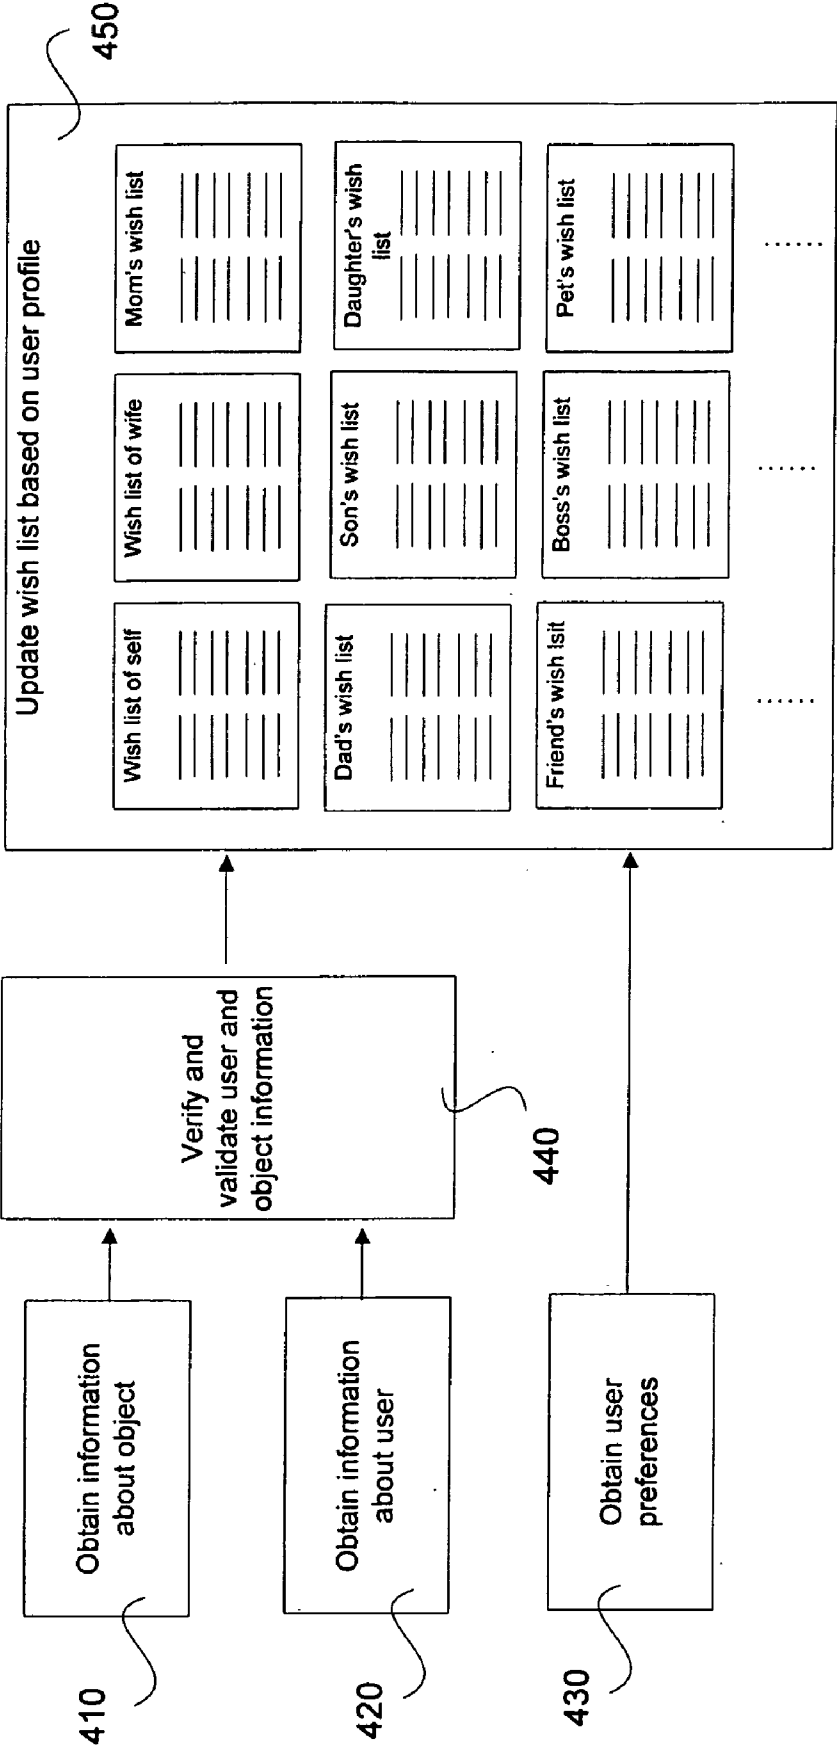 410
Obtain information
about object
420
Obtain information
about user
430
Obtain user
preferences
Verify and
validate user and
object information
440
450
Update wish list based on user profile
Wish list of self
Wish list of wife
Mom's wish list
Dad's wish list
Son's wish list
Daughter's wish
list
Friend's wish lsit
Boss's wish list
Pet's wish list
......
......
......